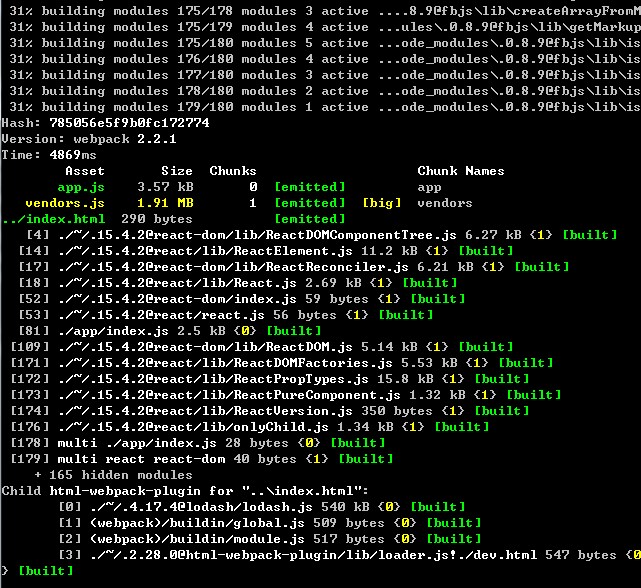 31% building modules 175/178 modules 3 active ....8.9@fbjs\lib\createArrayFromM
31% building modules 175/179 modules 4 active ...ules\.0.8.9@fbjs\lib\getMarkup
31% building modules 175/180 modules 5 active ...ode_modules\.0.8.9@fbjs\lib\is
31% building modules 176/180 modules 4 active ...ode_modules\.0.8.9@fbjs\lib\is
31% building modules 177/180 modules 3 active ...ode_modules\.0.8.9@fbjs\lib\is
31% building modules 178/180 modules 2 active ...ode_modules\.0.8.9@fbjs\lib\is
31% building modules 179/180 modules 1 active ...ode_modules\.0.8.9@fbjs\lib\is
Hash: 785056e5f9b0fc172774
Version: webpack 2.2.1
Time: 4869ms
Asset Size Chunks Chunk Names
app.js 3.57 kB 0 [emitted] app
vendors.js 1.91 MB 1 [emitted] [big] vendors
../index.html 290 bytes [emitted]
[4] ./~/.15.4.2@react-dom/lib/ReactDOMComponentTree.js 6.27 kB {1} [built]
[14] ./~/.15.4.2@react/lib/ReactElement.js 11.2 kB {1} [built]
[17] ./~/.15.4.2@react-dom/lib/ReactReconciler.js 6.21 kB {1} [built]
[18] ./~/.15.4.2@react/lib/React.js 2.69 kB {1} [built]
[52] ./~/.15.4.2@react-dom/index.js 59 bytes {1} [built]
[53] ./~/.15.4.2@react/react.js 56 bytes {1} [built]
[81] ./app/index.js 2.5 kB {0} [built]
[109] ./~/.15.4.2@react-dom/lib/ReactDOM.js 5.14 kB {1} [built]
[171] ./~/.15.4.2@react/lib/ReactDOMFactories.js 5.53 kB {1} [built]
[172] ./~/.15.4.2@react/lib/ReactPropTypes.js 15.8 kB {1} [built]
[173] ./~/.15.4.2@react/lib/ReactPureComponent.js 1.32 kB {1} [built]
[174] ./~/.15.4.2@react/lib/ReactVersion.js 350 bytes {1} [built]
[176] ./~/.15.4.2@react/lib/onlyChild.js 1.34 kB {1} [built]
[178] multi ./app/index.js 28 bytes {0} [built]
[179] multi react react-dom 40 bytes {1} [built]
+ 165 hidden modules
Child html-webpack-plugin for "..\index.html":
[0] ./~/.4.17.4@lodash/lodash.js 540 kB {0} [built]
[1] (webpack)/buildin/global.js 509 bytes {0} [built]
[2] (webpack)/buildin/module.js 517 bytes {0} [built]
[3] ./~/.2.28.0@html-webpack-plugin/lib/loader.js!./dev.html 547 bytes {0
} [built]